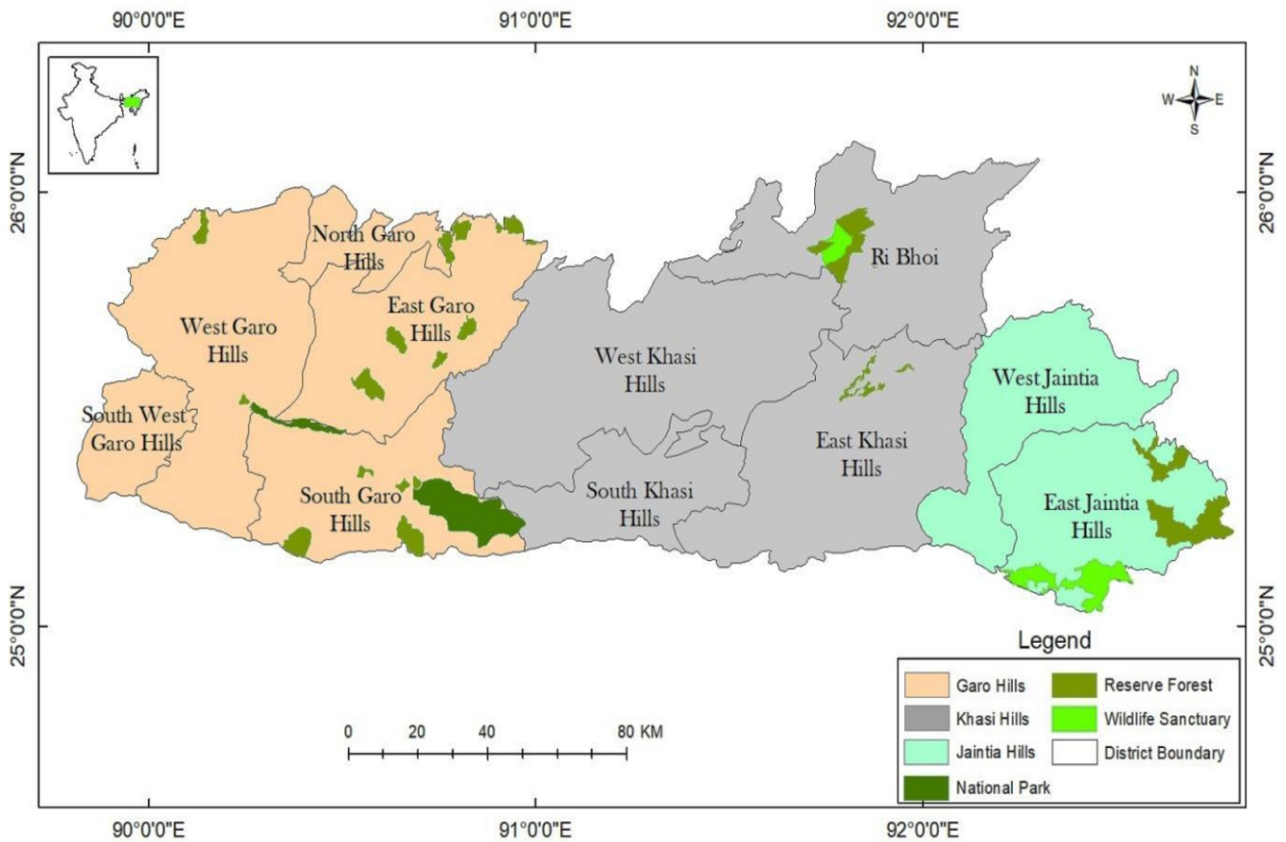 90°0'0"E
91°0'0"E
92°0'0"E
N
W
E
S
26°0'0"N
26°0'0"N
North Garo
Hills
Ri Bhoi
East Garo
Hills
West Garo
Hills
West Khasi
Hills
West Jaintia
Hills
South West
Garo Hills
East Khasi
Hills
South Garo
Hills
South Khasi
Hills
East Jaintia
Hills
25°0'0"N
25°0'0"N
Legend
Garo Hills
Reserve Forest
Khasi Hills
Wildlife Sanctuary
Jaintia Hills
District Boundary
National Park
0 20 40 80 KM
90°0'0"E
91°0'0"E
92°0'0"E